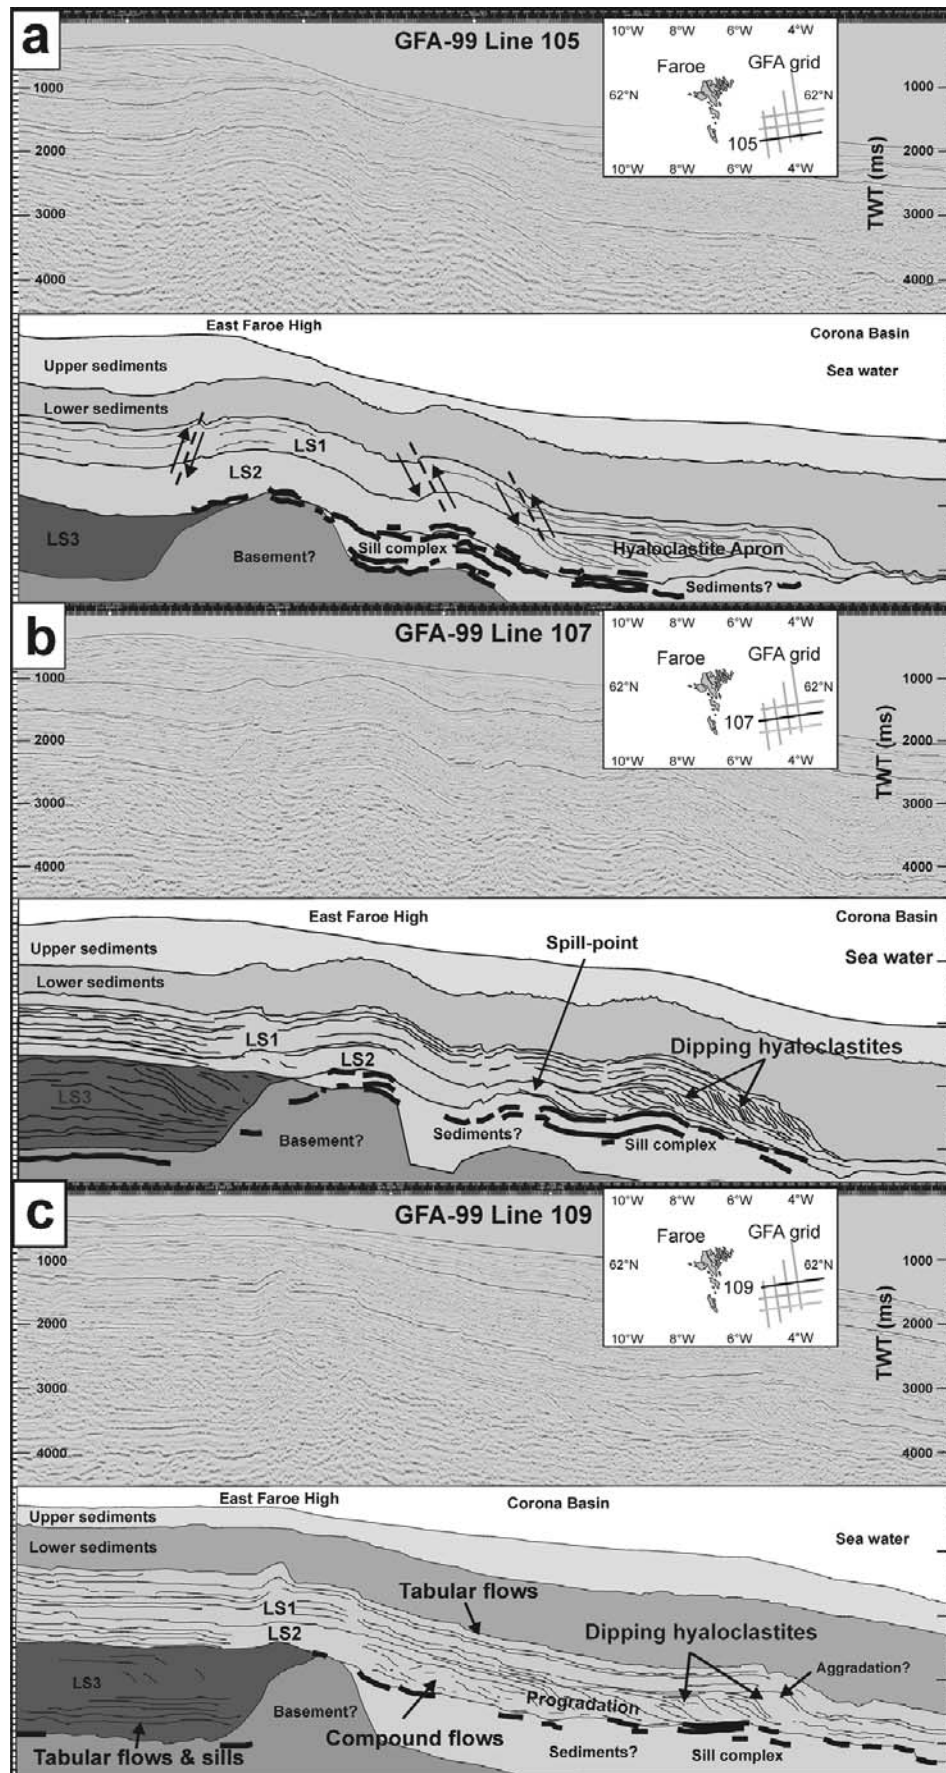 a
GFA-99 Line 105
10°W 8°W 6°W 4°W
Faroe GFA grid
62°N 62°N
105
10°W 8°W 6°W 4°W
1000 1000
2000 2000
3000 3000
4000 4000
TWT (ms)
East Faroe High
Corona Basin
Sea water
Upper sediments
Lower sediments
LS1
LS2
LS3
Basement?
Sill complex
Hyaloclastite Apron
Sediments?
b
GFA-99 Line 107
10°W 8°W 6°W 4°W
Faroe GFA grid
62°N 62°N
107
10°W 8°W 6°W 4°W
1000 1000
2000 2000
3000 3000
4000 4000
TWT (ms)
East Faroe High
Corona Basin
Spill-point
Sea water
Upper sediments
Lower sediments
LS1
LS2
Dipping hyaloclastites
LS3
Basement?
Sediments?
Sill complex
c
GFA-99 Line 109
10°W 8°W 6°W 4°W
Faroe GFA grid
62°N 62°N
109
10°W 8°W 6°W 4°W
1000 1000
2000 2000
3000 3000
4000 4000
TWT (ms)
East Faroe High
Corona Basin
Upper sediments
Sea water
Lower sediments
Tabular flows
LS1
LS2
Dipping hyaloclastites
Aggradation?
LS3
Progradation
Basement?
Compound flows
Tabular flows & sills
Sediments?
Sill complex